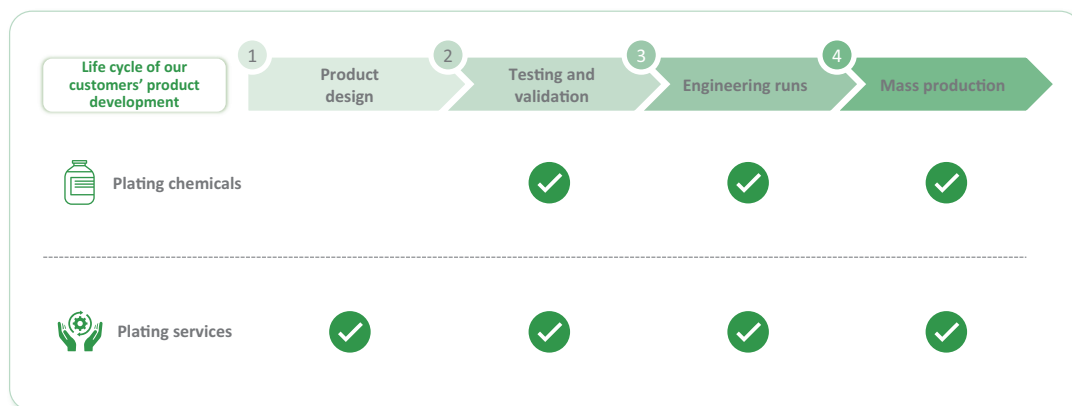 Life cycle of our
customers' product
development
1
Product
design
2
Testing and
validation
3
Engineering runs
4
Mass production
Plating chemicals
Plating services